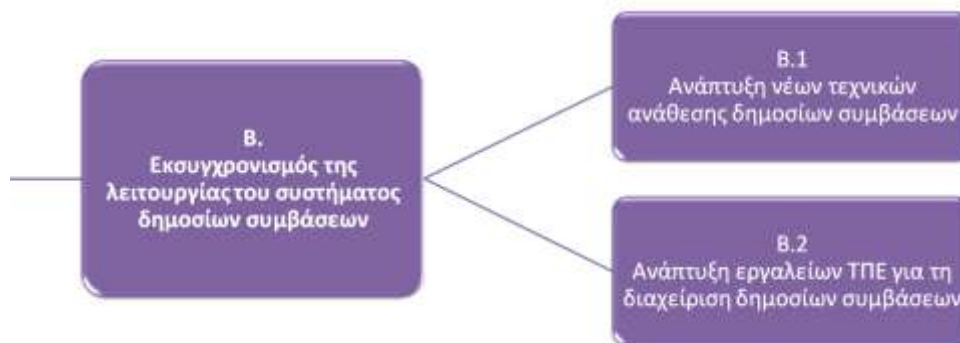 Β.
Εκσυγχρονισμός της
λειτουργίας του συστήματος
δημοσίων συμβάσεων
Β.1
Ανάπτυξη νέων τεχνικών
ανάθεσης δημοσίων συμβάσεων
Β.2
Ανάπτυξη εργαλείων ΤΠΕ για τη
διαχείριση δημοσίων συμβάσεων